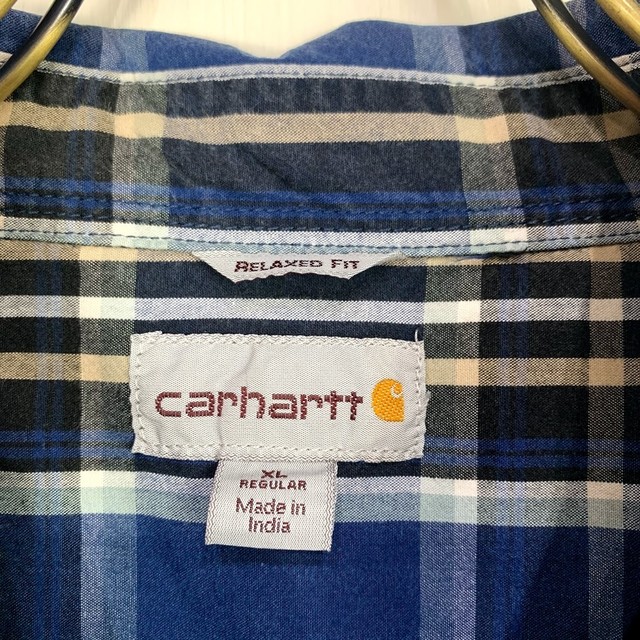 RELAXED FIT
carhartt
XL
REGULAR
Made in
India